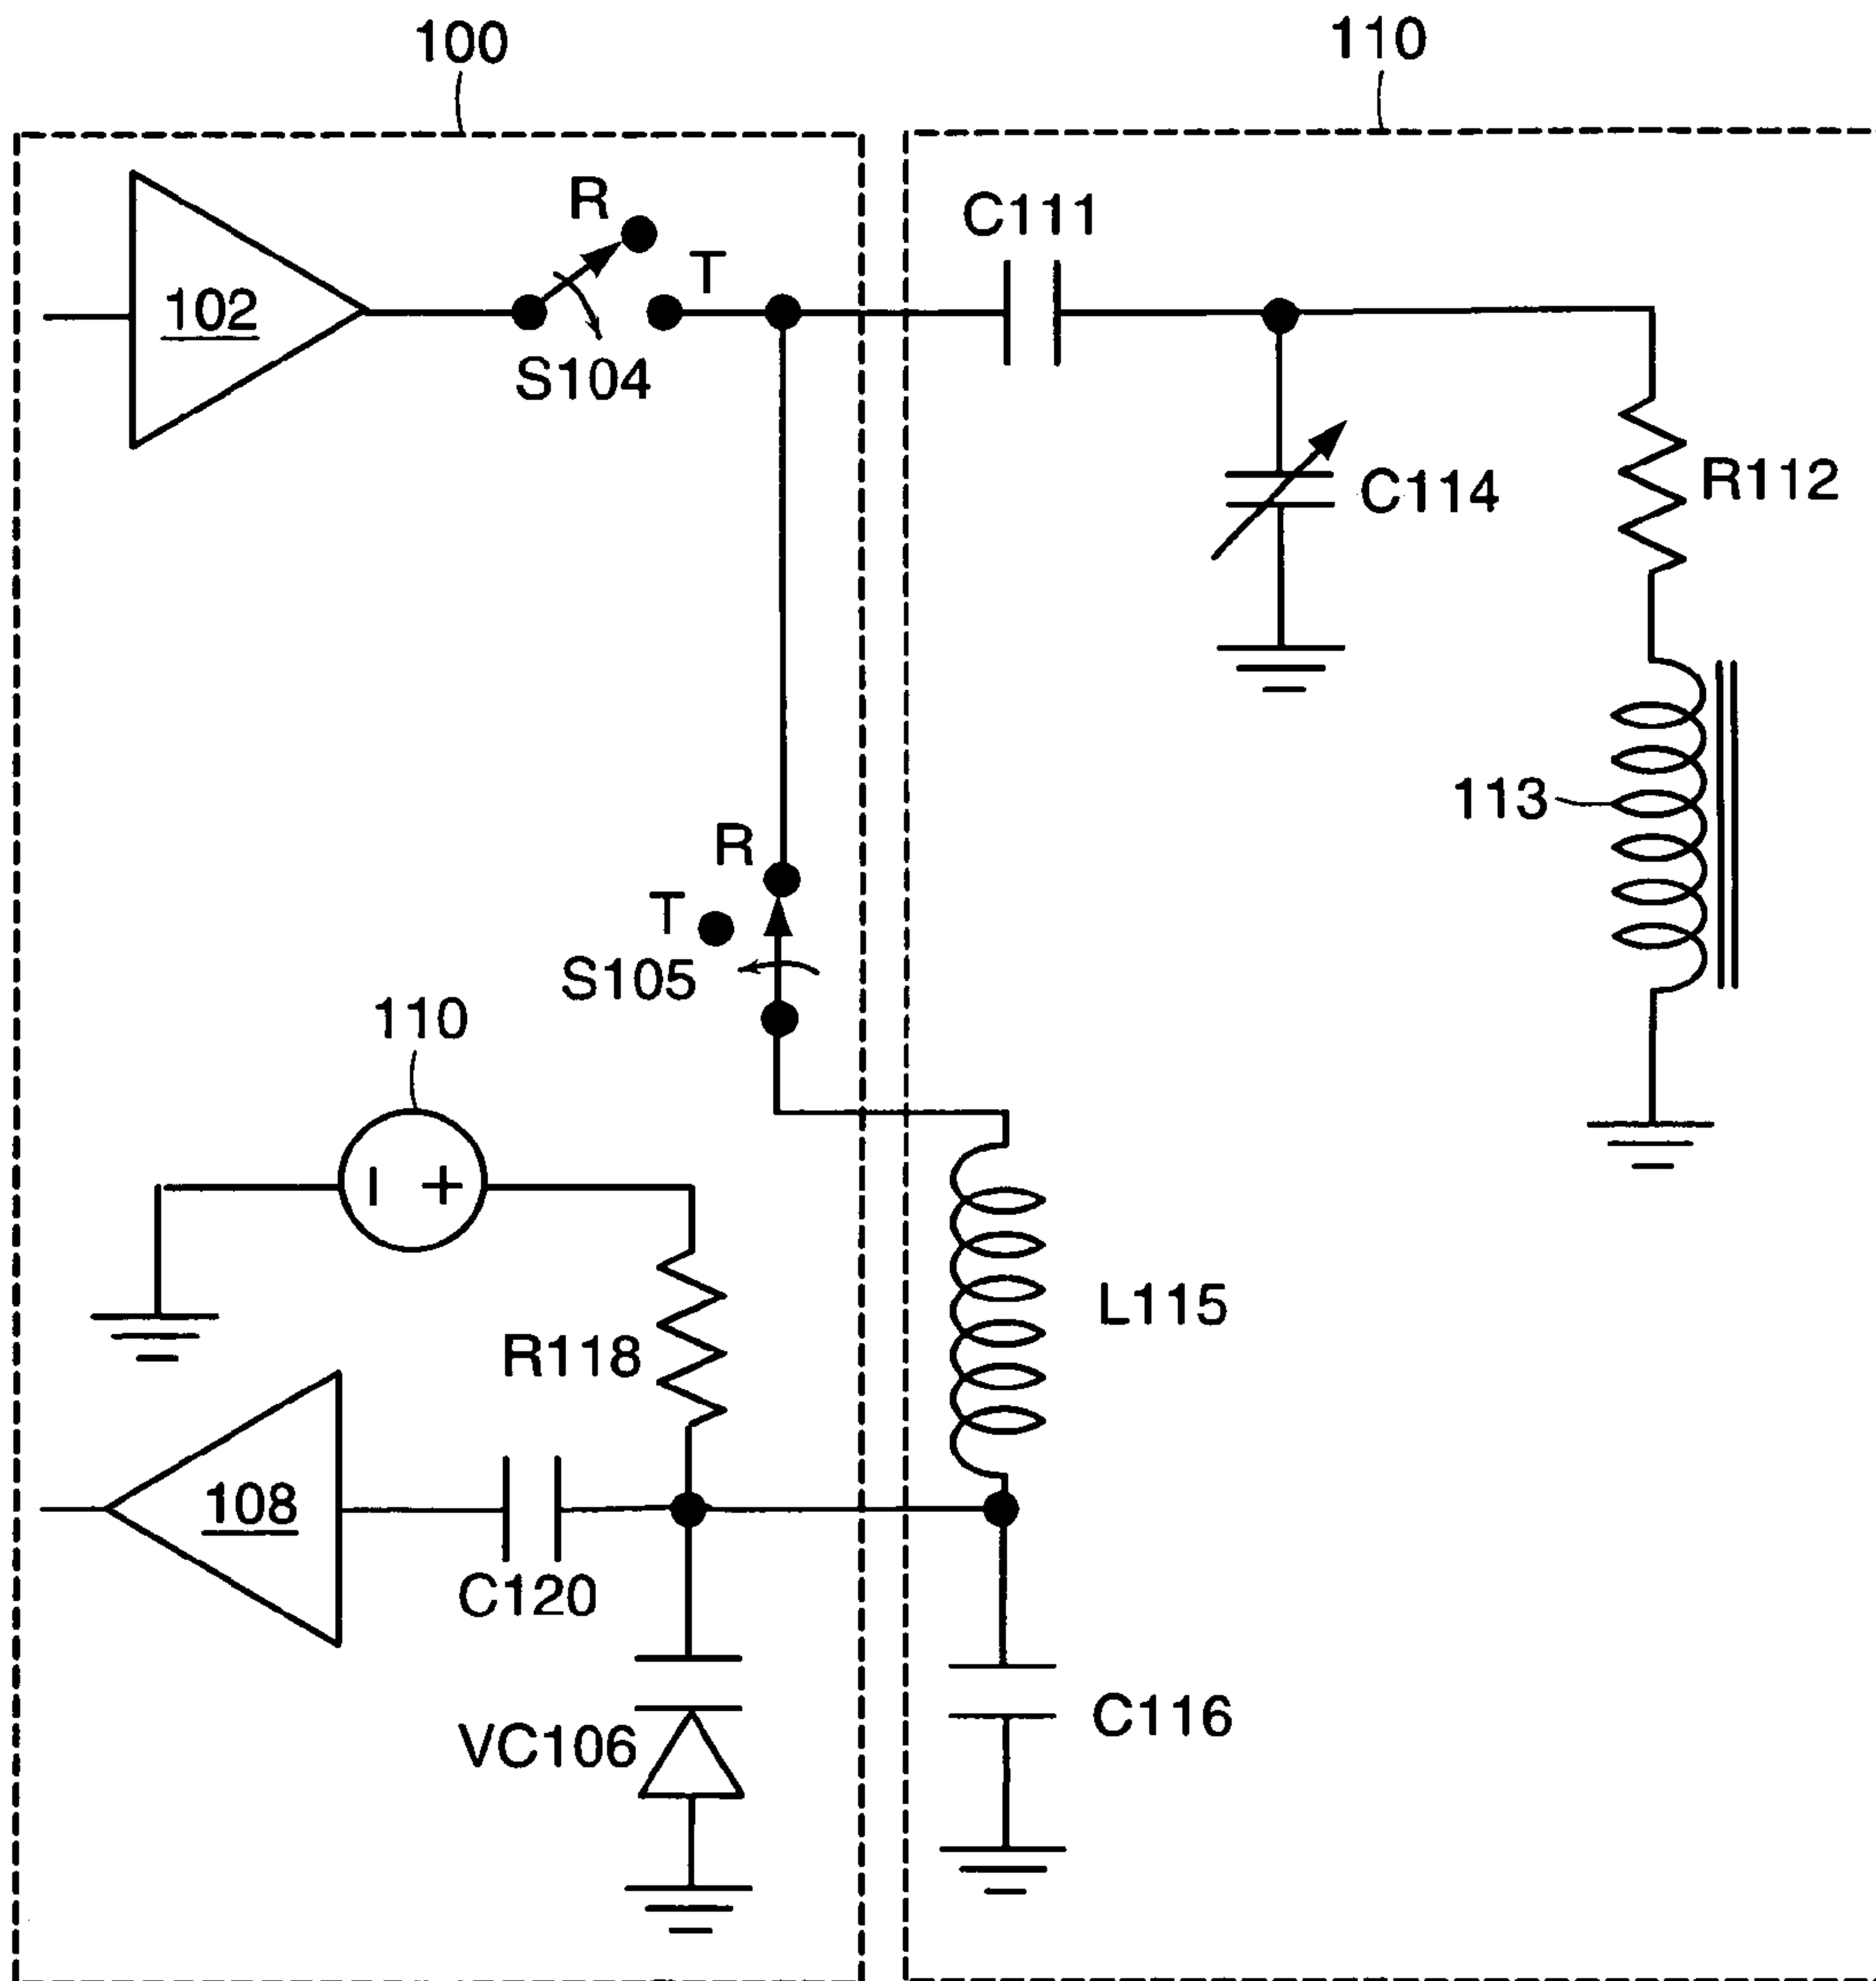 100
110
R
C111
T
102
S104
C114
R112
113
R
T
S105
110
− +
L115
R118
108
C120
C116
VC106